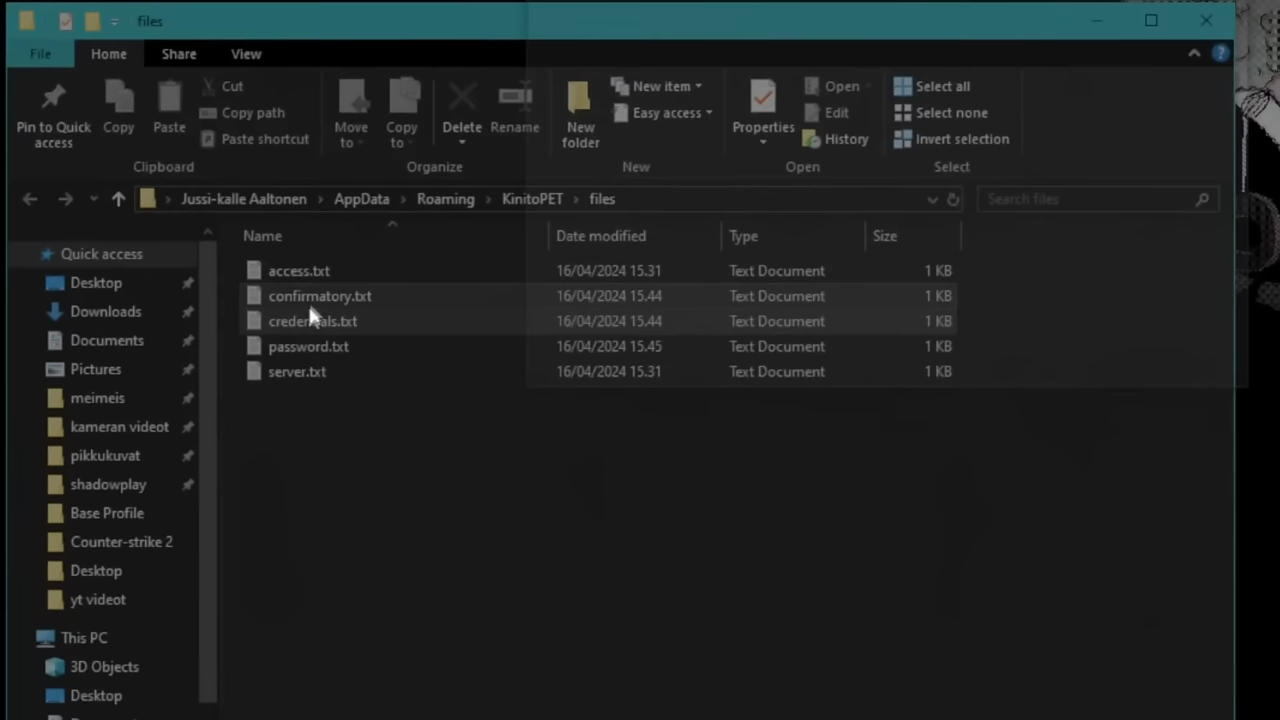 files
File Home Share View
Pin to Quick access
Copy
Paste
Cut
Copy path
Paste shortcut
Clipboard
Move to
Copy to
Delete
Rename
Organize
New folder
New item
Easy access
New
Properties
Open
Edit
History
Open
Select all
Select none
Invert selection
Select
Jussi-kalle Aaltonen > AppData > Roaming > KinitoPET > files
Search files
Name Date modified Type Size
access.txt 16/04/2024 15.31 Text Document 1 KB
confirmatory.txt 16/04/2024 15.44 Text Document 1 KB
credentials.txt 16/04/2024 15.44 Text Document 1 KB
password.txt 16/04/2024 15.45 Text Document 1 KB
server.txt 16/04/2024 15.31 Text Document 1 KB
Quick access
Desktop
Downloads
Documents
Pictures
meimeis
kameran videot
pikkukuvat
shadowplay
Base Profile
Counter-strike 2
Desktop
yt videot
This PC
3D Objects
Desktop